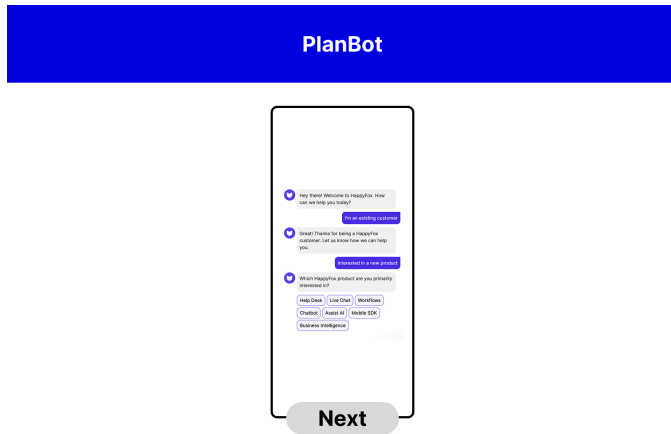 PlanBot
Hey there! Welcome to HappyFox. How
can we help you today?
I'm an existing customer
Great! Thanks for being a HappyFox
customer. Let us know how we can help
you.
Interested in a new product
Which HappyFox product are you primarily
interested in?
Help Desk Live Chat Workflows
Chatbot Assist AI Mobile SDK
Business Intelligence
Next